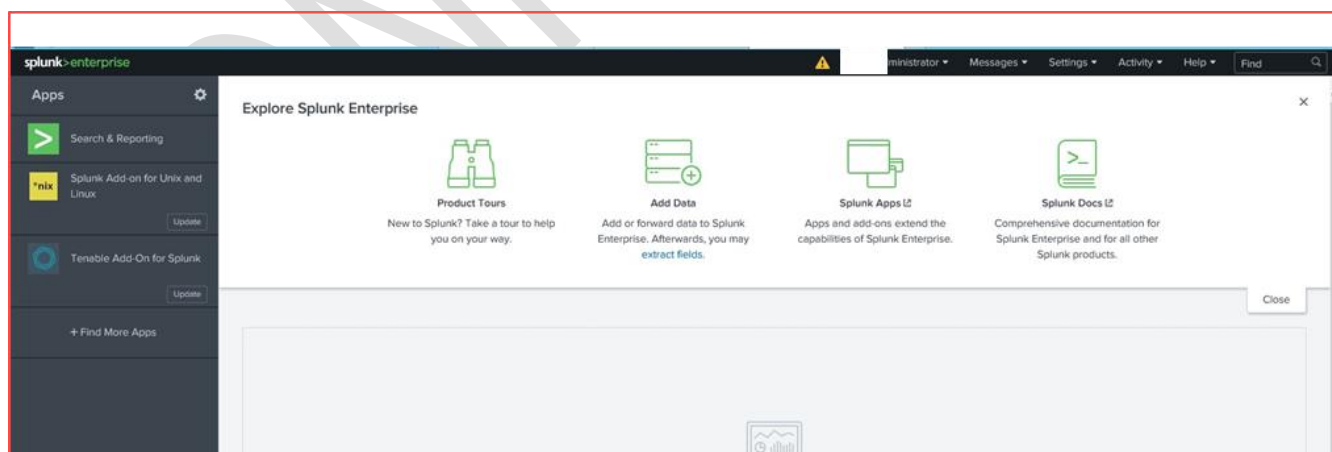 splunk>enterprise
ministrator Messages Settings Activity Help Find
Apps
Search & Reporting
*nix
Splunk Add-on for Unix and
Linux
Update
Tenable Add-On for Splunk
Update
+ Find More Apps
Explore Splunk Enterprise
Product Tours
New to Splunk? Take a tour to help
you on your way.
Add Data
Add or forward data to Splunk
Enterprise. Afterwards, you may
extract fields.
Splunk Apps
Apps and add-ons extend the
capabilities of Splunk Enterprise.
Splunk Docs
Comprehensive documentation for
Splunk Enterprise and for all other
Splunk products.
Close